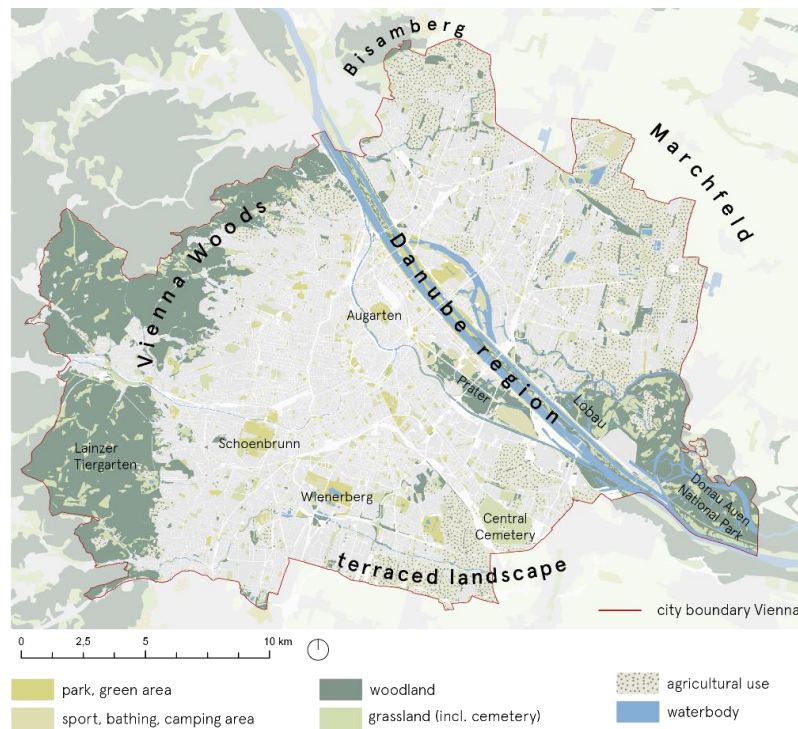 Bisamberg
Marchfeld
Vienna Woods
Danube region
Augarten
Prater
Lobau
Schoenbrunn
Lainzer
Tiergarten
Wienerberg
Donau Auen
National Park
Central
Cemetery
terraced landscape
city boundary Vienna
0 2,5 5 10 km
park, green area
woodland
agricultural use
sport, bathing, camping area
grassland (incl. cemetery)
waterbody